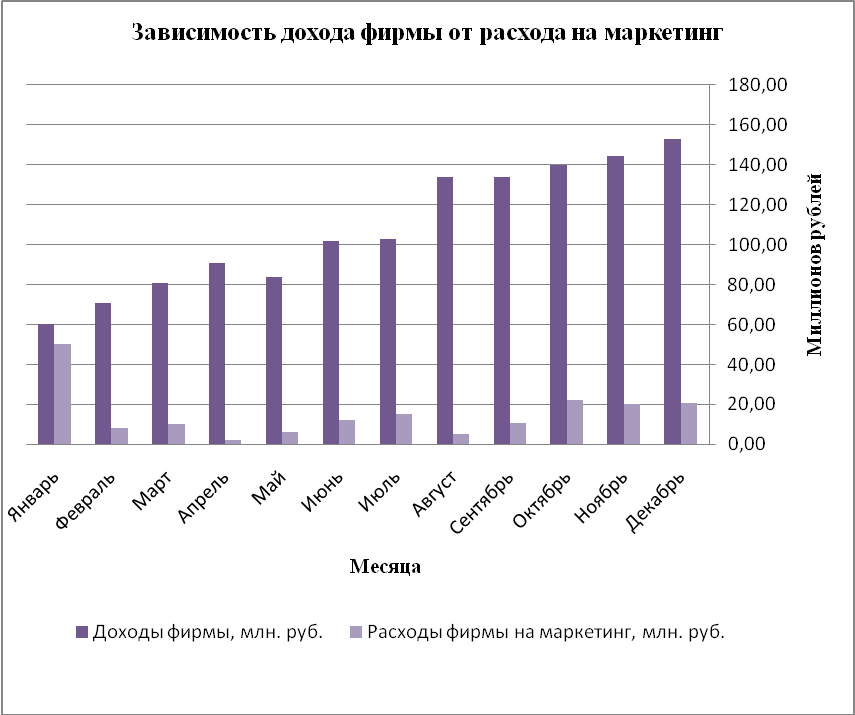 Зависимость дохода фирмы от расхода на маркетинг
180,00
160,00
140,00
120,00
100,00
80,00
60,00
40,00
20,00
0,00
Миллионов рублей
Январь
Февраль
Март
Апрель
Май
Июнь
Июль
Август
Сентябрь
Октябрь
Ноябрь
Декабрь
Месяца
Доходы фирмы, млн. руб.
Расходы фирмы на маркетинг, млн. руб.